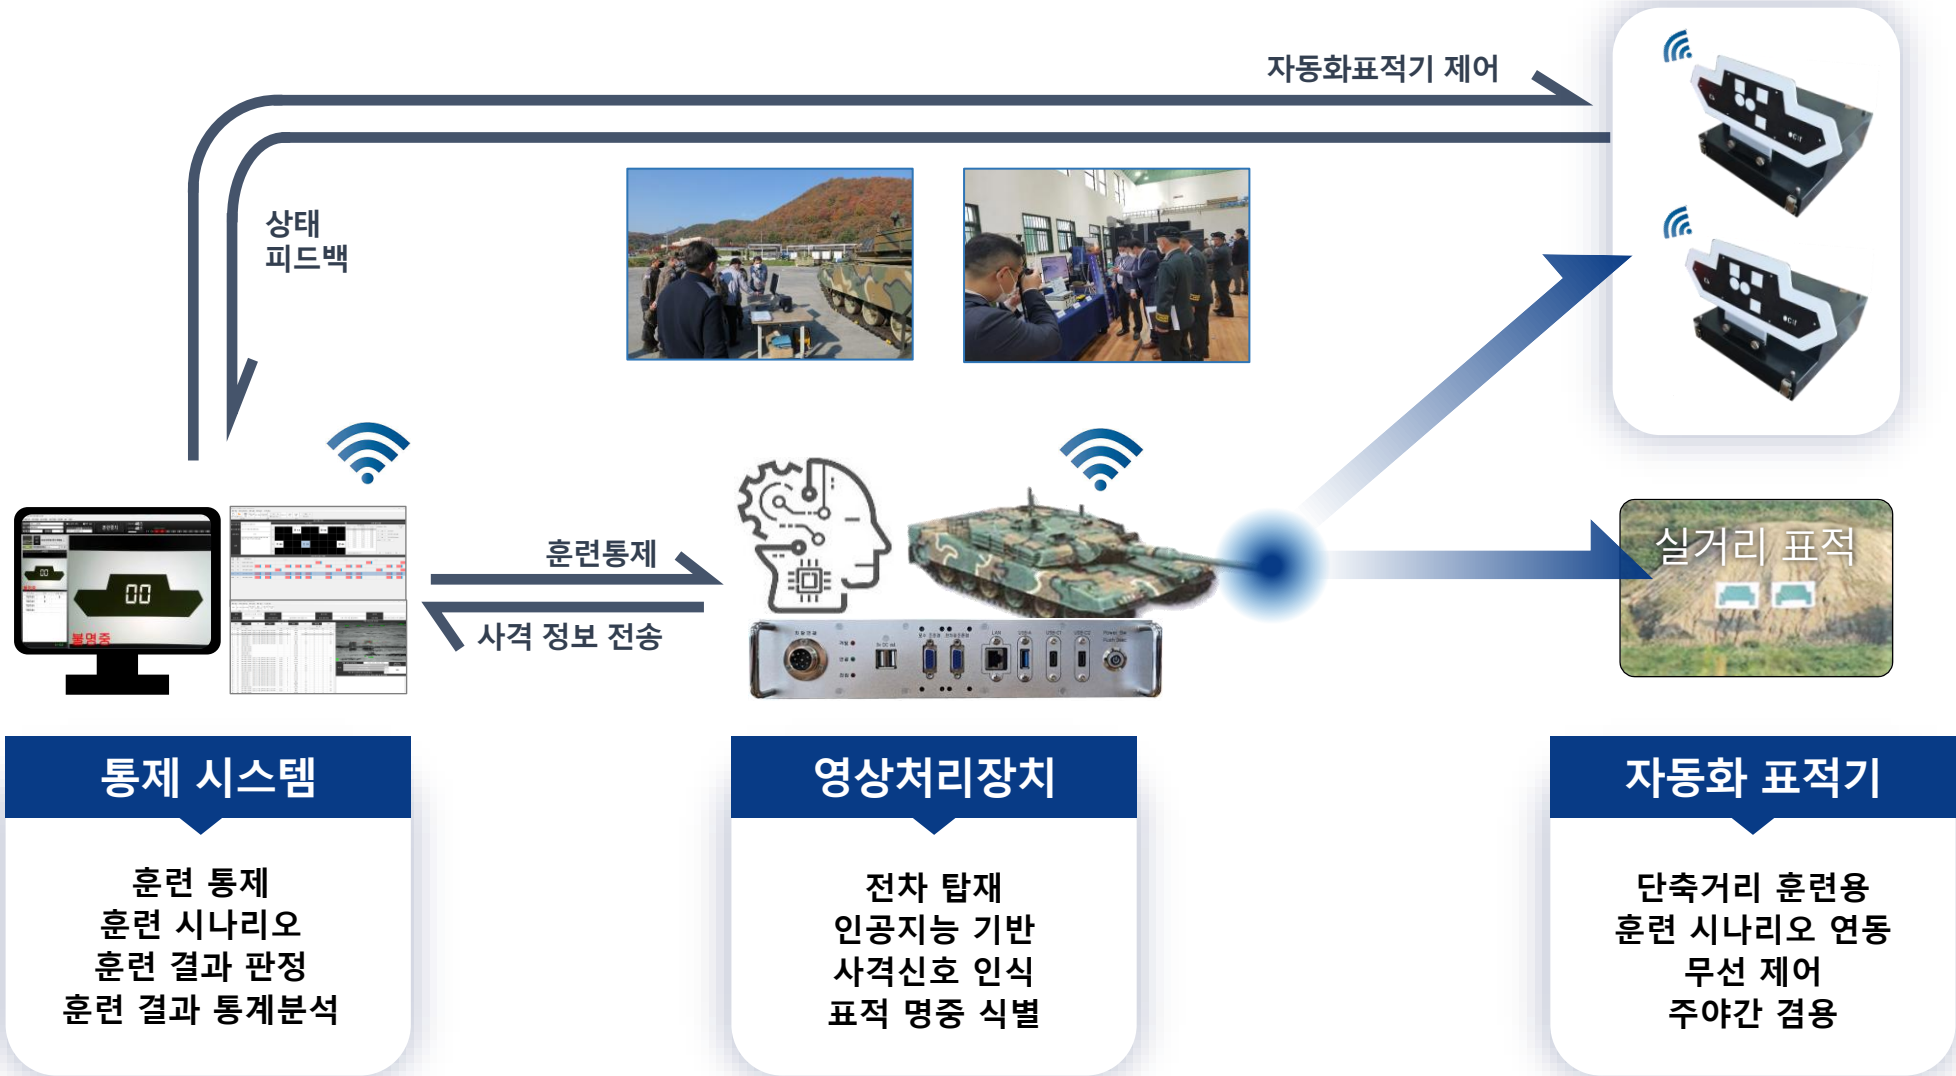 자동화표적기 제어
상태
피드백
훈련통제
사격 정보 전송
00
00
불명중
실거리 표적
LAN
통제 시스템
훈련 통제
훈련 시나리오
훈련 결과 판정
훈련 결과 통계분석
영상처리장치
전차 탑재
인공지능 기반
사격신호 인식
표적 명중 식별
자동화 표적기
단축거리 훈련용
훈련 시나리오 연동
무선 제어
주야간 겸용